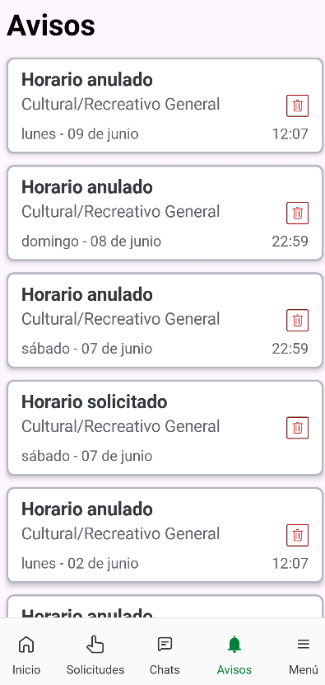 Avisos
Horario anulado
Cultural/Recreativo General
lunes - 09 de junio 12:07
Horario anulado
Cultural/Recreativo General
domingo - 08 de junio 22:59
Horario anulado
Cultural/Recreativo General
sábado - 07 de junio 22:59
Horario solicitado
Cultural/Recreativo General
sábado - 07 de junio
Horario anulado
Cultural/Recreativo General
lunes - 02 de junio 12:07
Horario anulado
Inicio Solicitudes Chats Avisos Menú